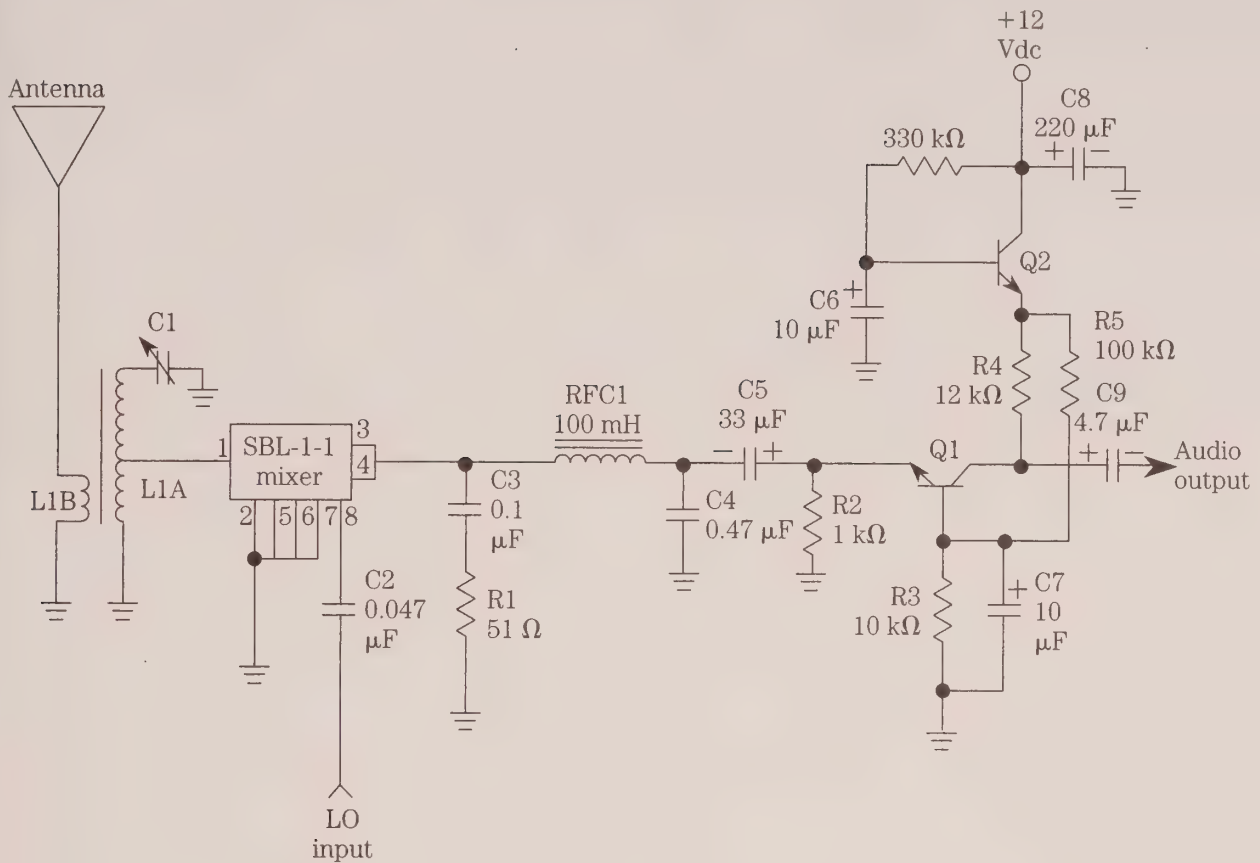 +12
Vdc
Antenna
C8
220 μF
+ −
330 kΩ
Q2
C6
10 μF
+
R5
100 kΩ
R4
12 kΩ
C9
4.7 μF
+ −
Audio
output
C1
RFC1
100 mH
C5
33 μF
− +
Q1
SBL-1-1
mixer
1
3
4
2
5
6
7
8
L1B
L1A
C3
0.1
μF
C4
0.47 μF
R2
1 kΩ
C2
0.047
μF
R1
51 Ω
R3
10 kΩ
+
C7
10
μF
LO
input